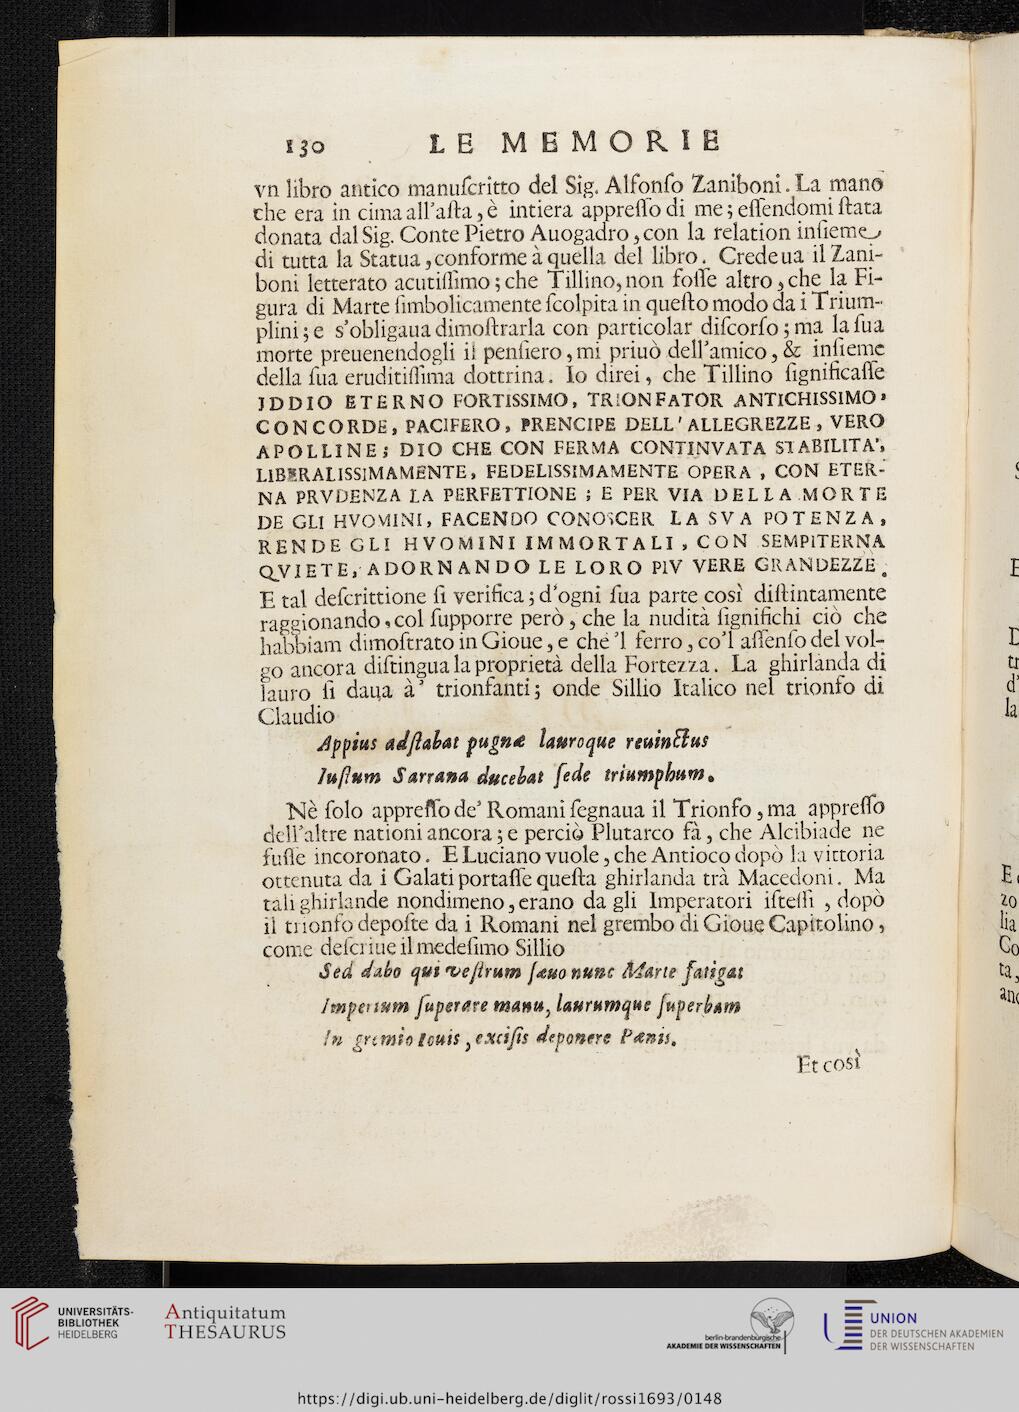 130 LE MEMORIE
vn libro antico manuſcritto del Sig. Alfonſo Zaniboni. La mano
che era in cima all'aſta, è intiera appreſſo di me; eſſendomi ſtata
donata dal Sig. Conte Pietro Auogadro, con la relation inſieme
di tutta la Statua, conforme à quella del libro. Credeua il Zani-
boni letterato acutiſſimo; che Tillino, non foſſe altro, che la Fi-
gura di Marte ſimbolicamente ſcolpita in queſto modo da i Trium-
plini; e s'obligaua dimoſtrarla con particolar diſcorſo; ma la ſua
morte preuenendogli il penſiero, mi priuò dell'amico, & inſieme
della ſua eruditiſſima dottrina. Io direi, che Tillino ſignificaſſe
IDDIO ETERNO FORTISSIMO, TRIONFATOR ANTICHISSIMO,
CONCORDE, PACIFERO, PRENCIPE DELL'ALLEGREZZE, VERO
APOLLINE; DIO CHE CON FERMA CONTINVATA STABILITA',
LIBERALISSIMAMENTE, FEDELISSIMAMENTE OPERA, CON ETER-
NA PRVDENZA LA PERFETTIONE; E PER VIA DELLA MORTE
DE GLI HVOMINI, FACENDO CONOSCER LA SVA POTENZA,
RENDE GLI HVOMINI IMMORTALI, CON SEMPITERNA
QVIETE, ADORNANDO LE LORO PIV VERE GRANDEZZE.
E tal deſcrittione ſi verifica; d'ogni ſua parte così diſtintamente
raggionando, col ſupporre però, che la nudità ſignifichi ciò che
habbiam dimoſtrato in Gioue, e che 'l ferro, co'l aſſenſo del vol-
go ancora diſtingua la proprietà della Fortezza. La ghirlanda di
lauro ſi daua à' trionfanti; onde Sillio Italico nel trionfo di
Claudio
Appius adſtabat pugnæ lauroque reuinctus
Iuſtum Sarrana ducebat ſede triumphum.
Nè ſolo appreſſo de' Romani ſegnaua il Trionfo, ma appreſſo
dell'altre nationi ancora; e perciò Plutarco fà, che Alcibiade ne
fuſſe incoronato. E Luciano vuole, che Antioco dopò la vittoria
ottenuta da i Galati portaſſe queſta ghirlanda trà Macedoni. Ma
tali ghirlande nondimeno, erano da gli Imperatori iſteſſi, dopò
il trionfo depoſte da i Romani nel grembo di Gioue Capitolino,
come deſcriue il medeſimo Sillio
Sed dabo qui veſtrum ſæuo nunc Marte fatigat
Imperium ſuperare manu, laurumque ſuperbam
In gremio Iouis, exciſis deponere Pænis.
Et così
UNIVERSITÄTS-
BIBLIOTHEK
HEIDELBERG
Antiquitatum
THESAURUS
berlin-brandenburgische
AKADEMIE DER WISSENSCHAFTEN
UNION
DER DEUTSCHEN AKADEMIEN
DER WISSENSCHAFTEN
https://digi.ub.uni-heidelberg.de/diglit/rossi1693/0148